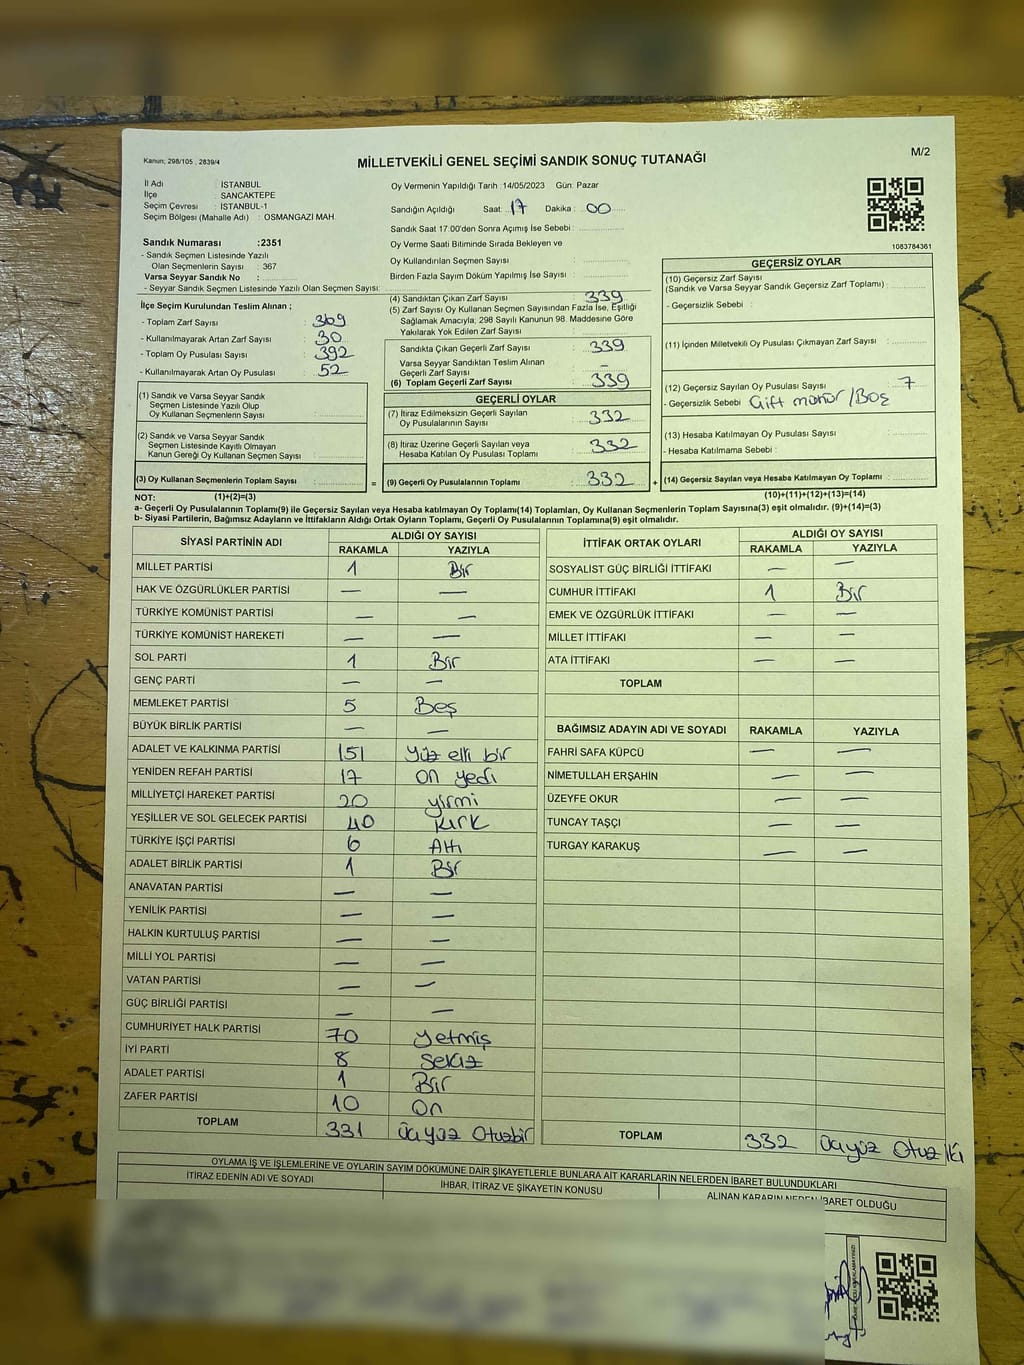 Kanun; 298/105 , 2839/4
MİLLETVEKİLİ GENEL SEÇİMİ SANDIK SONUÇ TUTANAĞI
M/2
İl Adı : İSTANBUL
İlçe : SANCAKTEPE
Seçim Çevresi : İSTANBUL-1
Seçim Bölgesi (Mahalle Adı) : OSMANGAZİ MAH.
Oy Vermenin Yapıldığı Tarih :14/05/2023 Gün: Pazar
Sandığın Açıldığı Saat: 17 Dakika : 00
Sandık Saat 17:00'den Sonra Açımış İse Sebebi :
Oy Verme Saati Bitiminde Sırada Bekleyen ve
Oy Kullandırılan Seçmen Sayısı :
Birden Fazla Sayım Döküm Yapılmış İse Sayısı :
1083784361
Sandık Numarası :2351
- Sandık Seçmen Listesinde Yazılı
Olan Seçmenlerin Sayısı : 367
Varsa Seyyar Sandık No :
- Seyyar Sandık Seçmen Listesinde Yazılı Olan Seçmen Sayısı:
İlçe Seçim Kurulundan Teslim Alınan ;
- Toplam Zarf Sayısı : 369
- Kullanılmayarak Artan Zarf Sayısı : 30
- Toplam Oy Pusulası Sayısı : 392
- Kullanılmayarak Artan Oy Pusulası : 52
(1) Sandık ve Varsa Seyyar Sandık
Seçmen Listesinde Yazılı Olup
Oy Kullanan Seçmenlerin Sayısı :
(2) Sandık ve Varsa Seyyar Sandık
Seçmen Listesinde Kayıtlı Olmayan
Kanun Gereği Oy Kullanan Seçmen Sayısı :
(3) Oy Kullanan Seçmenlerin Toplam Sayısı : =
(4) Sandıktan Çıkan Zarf Sayısı : 339
(5) Zarf Sayısı Oy Kullanan Seçmen Sayısından Fazla İse, Eşitliği
Sağlamak Amacıyla; 298 Sayılı Kanunun 98. Maddesine Göre
Yakılarak Yok Edilen Zarf Sayısı :
Sandıkta Çıkan Geçerli Zarf Sayısı : 339
Varsa Seyyar Sandıktan Teslim Alınan
Geçerli Zarf Sayısı : -
(6) Toplam Geçerli Zarf Sayısı : 339
GEÇERLİ OYLAR
(7) İtiraz Edilmeksizin Geçerli Sayılan
Oy Pusulalarının Sayısı : 332
(8) İtiraz Üzerine Geçerli Sayılan veya
Hesaba Katılan Oy Pusulası Toplamı : 332
(9) Geçerli Oy Pusulalarının Toplamı : 332 +
GEÇERSİZ OYLAR
(10) Geçersiz Zarf Sayısı
(Sandık ve Varsa Seyyar Sandık Geçersiz Zarf Toplamı) :
- Geçersizlik Sebebi :
(11) İçinden Milletvekili Oy Pusulası Çıkmayan Zarf Sayısı :
(12) Geçersiz Sayılan Oy Pusulası Sayısı : 7
- Geçersizlik Sebebi : Çift mühür / Boş
(13) Hesaba Katılmayan Oy Pusulası Sayısı :
- Hesaba Katılmama Sebebi :
(14) Geçersiz Sayılan veya Hesaba Katılmayan Oy Toplamı :
NOT: (1)+(2)=(3) (10)+(11)+(12)+(13)=(14)
a- Geçerli Oy Pusulalarının Toplamı(9) ile Geçersiz Sayılan veya Hesaba katılmayan Oy Toplamı(14) Toplamları, Oy Kullanan Seçmenlerin Toplam Sayısına(3) eşit olmalıdır. (9)+(14)=(3)
b- Siyasi Partilerin, Bağımsız Adayların ve İttifakların Aldığı Ortak Oyların Toplamı, Geçerli Oy Pusulalarının Toplamına(9) eşit olmalıdır.
SİYASİ PARTİNİN ADI ALDIĞI OY SAYISI
RAKAMLA YAZIYLA
MİLLET PARTİSİ 1 Bir
HAK VE ÖZGÜRLÜKLER PARTİSİ — —
TÜRKİYE KOMÜNİST PARTİSİ — —
TÜRKİYE KOMÜNİST HAREKETİ — —
SOL PARTİ 1 Bir
GENÇ PARTİ — —
MEMLEKET PARTİSİ 5 Beş
BÜYÜK BİRLİK PARTİSİ — —
ADALET VE KALKINMA PARTİSİ 151 Yüz elli bir
YENİDEN REFAH PARTİSİ 17 On yedi
MİLLİYETÇİ HAREKET PARTİSİ 20 yirmi
YEŞİLLER VE SOL GELECEK PARTİSİ 40 Kırk
TÜRKİYE İŞÇİ PARTİSİ 6 Altı
ADALET BİRLİK PARTİSİ 1 Bir
ANAVATAN PARTİSİ — —
YENİLİK PARTİSİ — —
HALKIN KURTULUŞ PARTİSİ — —
MİLLİ YOL PARTİSİ — —
VATAN PARTİSİ — —
GÜÇ BİRLİĞİ PARTİSİ — —
CUMHURİYET HALK PARTİSİ 70 Yetmiş
İYİ PARTİ 8 Sekiz
ADALET PARTİSİ 1 Bir
ZAFER PARTİSİ 10 On
TOPLAM 331 Üçyüz Otuzbir
İTTİFAK ORTAK OYLARI ALDIĞI OY SAYISI
RAKAMLA YAZIYLA
SOSYALİST GÜÇ BİRLİĞİ İTTİFAKI — —
CUMHUR İTTİFAKI 1 Bir
EMEK VE ÖZGÜRLÜK İTTİFAKI — —
MİLLET İTTİFAKI — —
ATA İTTİFAKI — —
TOPLAM
BAĞIMSIZ ADAYIN ADI VE SOYADI RAKAMLA YAZIYLA
FAHRİ SAFA KÜPCÜ — —
NİMETULLAH ERŞAHİN — —
ÜZEYFE OKUR — —
TUNCAY TAŞÇI — —
TURGAY KARAKUŞ — —
TOPLAM 332 Üçyüz Otuz iki
OYLAMA İŞ VE İŞLEMLERİNE VE OYLARIN SAYIM DÖKÜMÜNE DAİR ŞİKAYETLERLE BUNLARA AİT KARARLARIN NELERDEN İBARET BULUNDUKLARI
İTİRAZ EDENİN ADI VE SOYADI İHBAR, İTİRAZ VE ŞİKAYETİN KONUSU ALINAN KARARIN NEDEN İBARET OLDUĞU